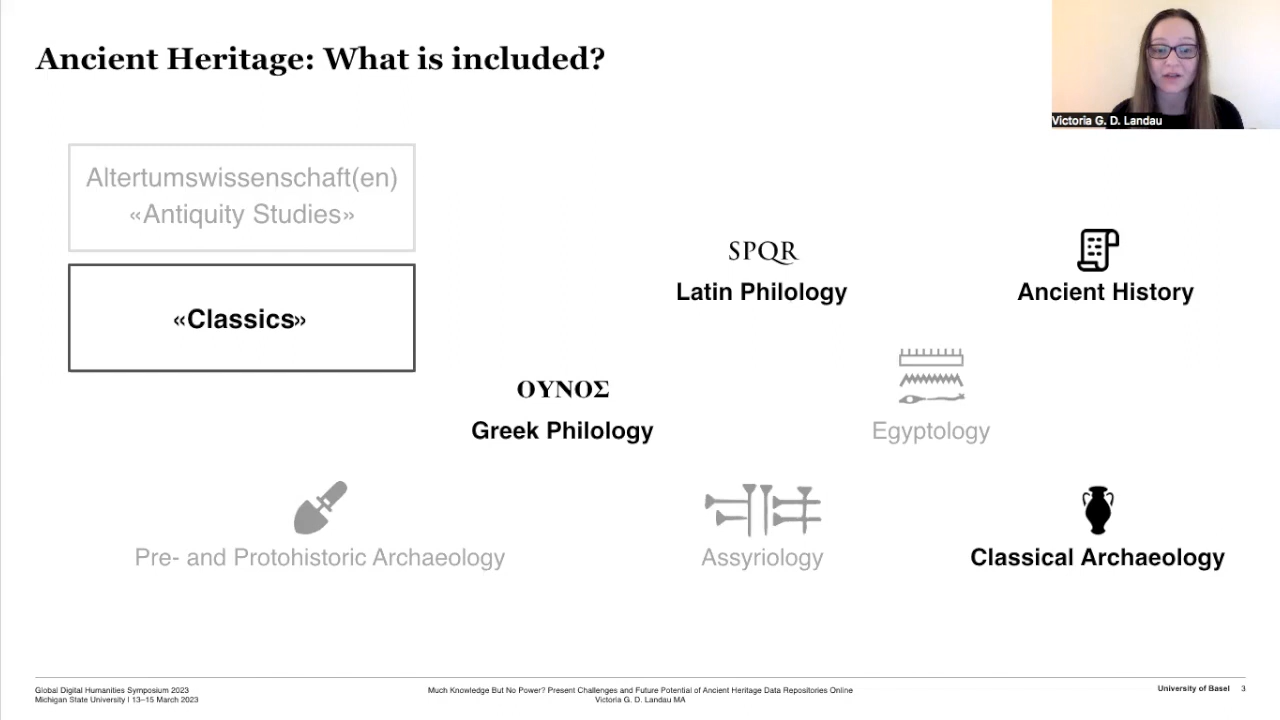 Ancient Heritage: What is included?
Victoria G. D. Landau
Altertumswissenschaft(en)
«Antiquity Studies»
«Classics»
SPQR
Latin Philology
Ancient History
ΟΥΝΟΣ
Greek Philology
Egyptology
Pre- and Protohistoric Archaeology
Assyriology
Classical Archaeology
Global Digital Humanities Symposium 2023
Michigan State University | 13–15 March 2023
Much Knowledge But No Power? Present Challenges and Future Potential of Ancient Heritage Data Repositories Online
Victoria G. D. Landau MA
University of Basel 3